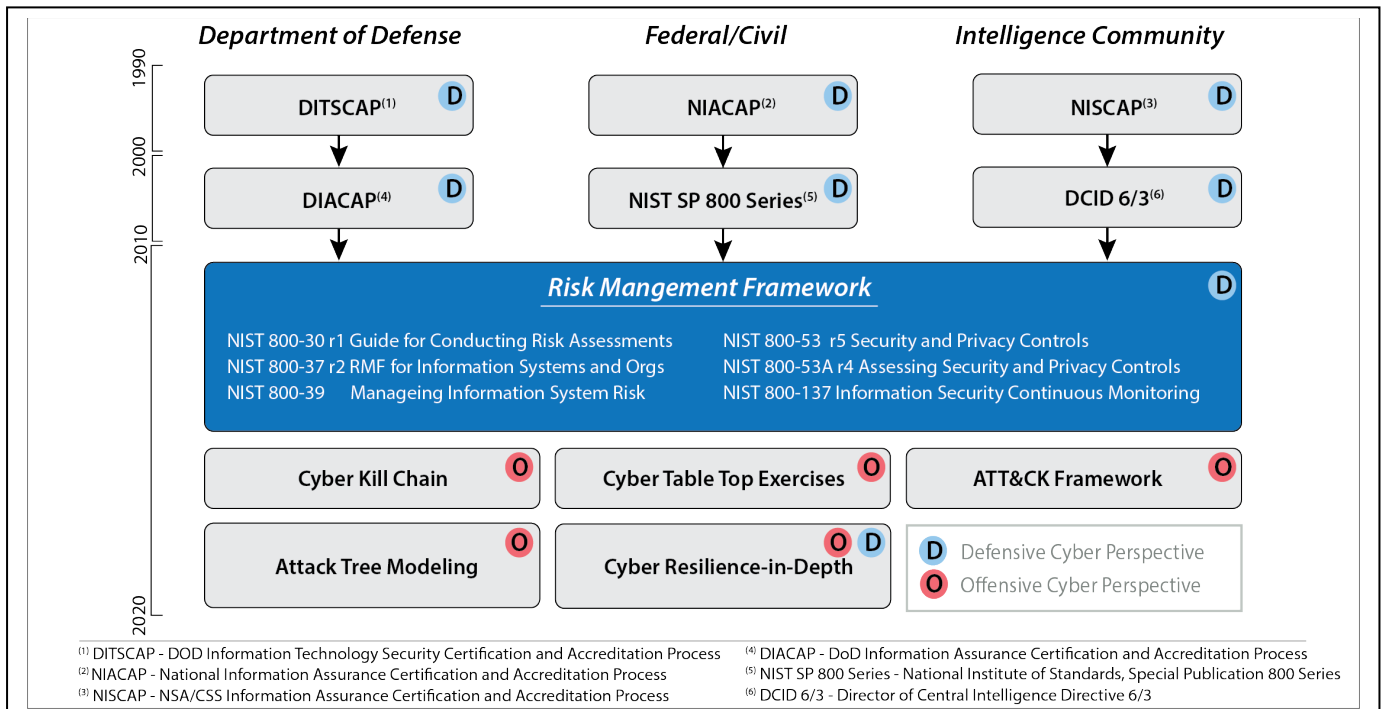 Department of Defense
Federal/Civil
Intelligence Community
1990
2000
2010
2020
DITSCAP(1)
D
NIACAP(2)
D
NISCAP(3)
D
DIACAP(4)
D
NIST SP 800 Series(5)
D
DCID 6/3(6)
D
Risk Mangement Framework
D
NIST 800-30 r1 Guide for Conducting Risk Assessments
NIST 800-37 r2 RMF for Information Systems and Orgs
NIST 800-39 Manageing Information System Risk
NIST 800-53 r5 Security and Privacy Controls
NIST 800-53A r4 Assessing Security and Privacy Controls
NIST 800-137 Information Security Continuous Monitoring
Cyber Kill Chain
O
Cyber Table Top Exercises
O
ATT&CK Framework
O
Attack Tree Modeling
O
Cyber Resilience-in-Depth
O D
D Defensive Cyber Perspective
O Offensive Cyber Perspective
(1) DITSCAP - DOD Information Technology Security Certification and Accreditation Process
(2) NIACAP - National Information Assurance Certification and Accreditation Process
(3) NISCAP - NSA/CSS Information Assurance Certification and Accreditation Process
(4) DIACAP - DoD Information Assurance Certification and Accreditation Process
(5) NIST SP 800 Series - National Institute of Standards, Special Publication 800 Series
(6) DCID 6/3 - Director of Central Intelligence Directive 6/3